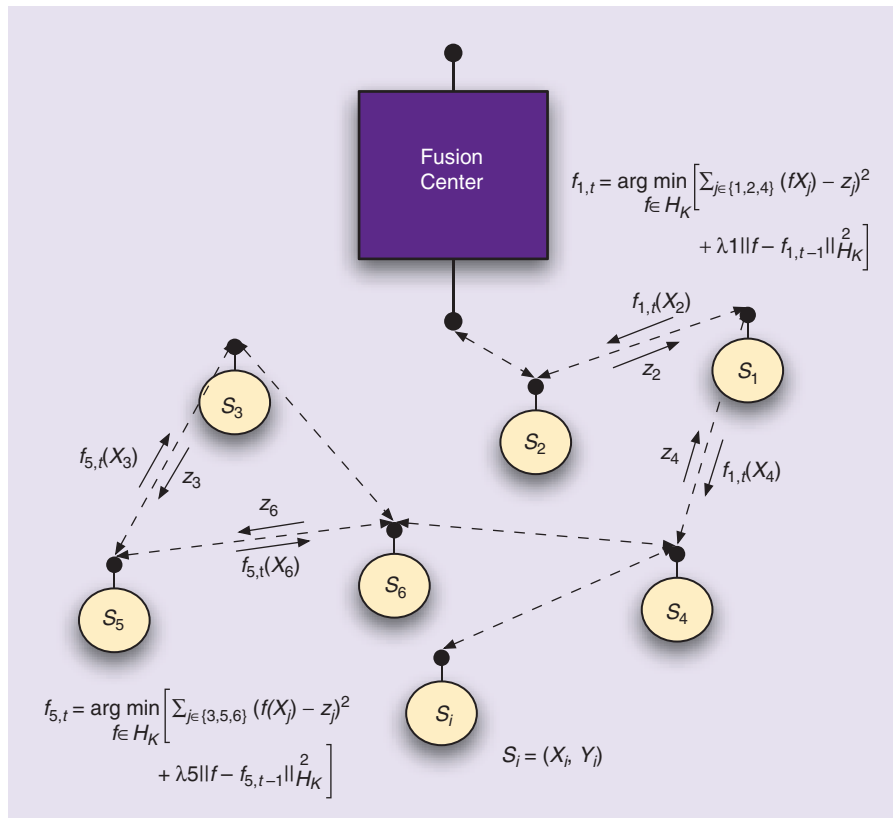 Fusion
Center
f1,t = arg min [∑j∈{1,2,4} (fXj) – zj)2
f∈ HK
+ λ1||f – f1,t–1||2HK]
f1,t(X2)
z2
S1
S3
S2
f5,t(X3)
z3
z4
f1,t(X4)
z6
f5,t(X6)
S6
S5
S4
f5,t = arg min [∑j∈{3,5,6} (f(Xj) – zj)2
f∈ HK
+ λ5||f – f5,t–1||2HK]
Si
Si = (Xi, Yi)